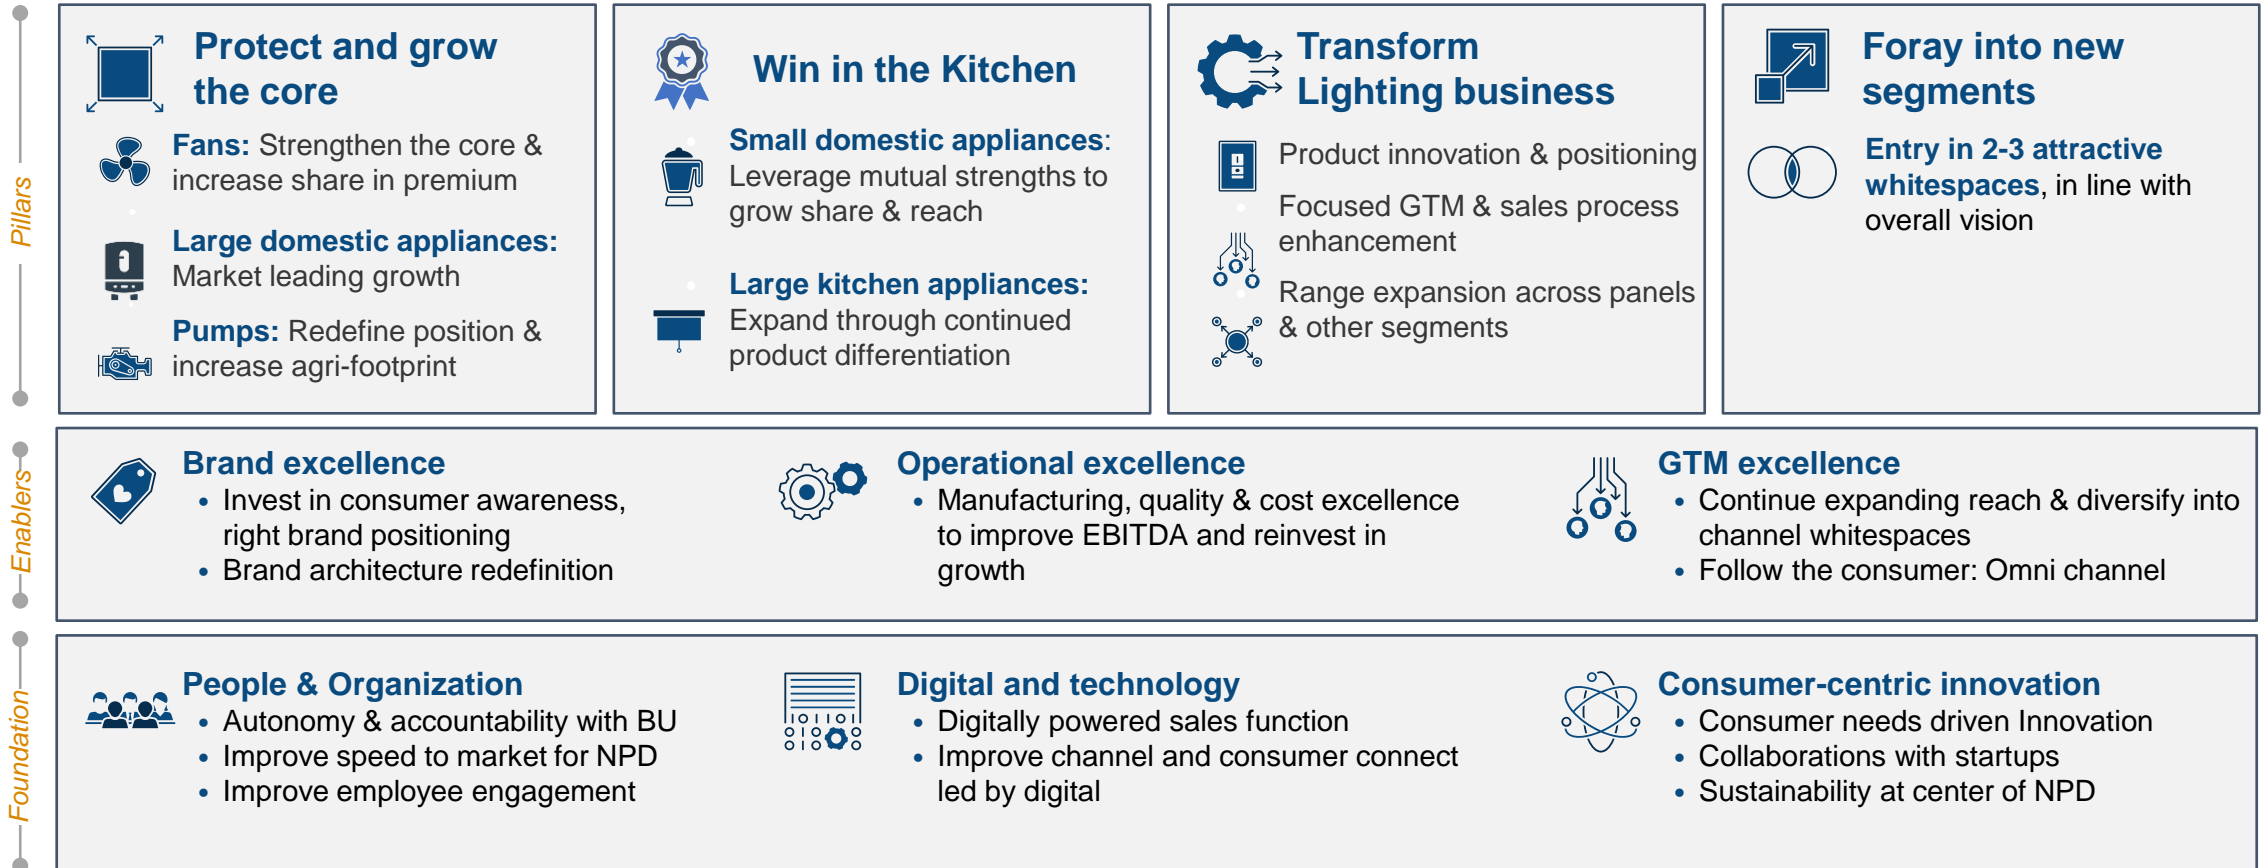 Pillars
Protect and grow
the core
Fans: Strengthen the core &
increase share in premium
Large domestic appliances:
Market leading growth
Pumps: Redefine position &
increase agri-footprint
Win in the Kitchen
Small domestic appliances:
Leverage mutual strengths to
grow share & reach
Large kitchen appliances:
Expand through continued
product differentiation
Transform
Lighting business
Product innovation & positioning
Focused GTM & sales process
enhancement
Range expansion across panels
& other segments
Foray into new
segments
Entry in 2-3 attractive
whitespaces, in line with
overall vision
Enablers
Brand excellence
• Invest in consumer awareness,
right brand positioning
• Brand architecture redefinition
Operational excellence
• Manufacturing, quality & cost excellence
to improve EBITDA and reinvest in
growth
GTM excellence
• Continue expanding reach & diversify into
channel whitespaces
• Follow the consumer: Omni channel
Foundation
People & Organization
• Autonomy & accountability with BU
• Improve speed to market for NPD
• Improve employee engagement
Digital and technology
• Digitally powered sales function
• Improve channel and consumer connect
led by digital
Consumer-centric innovation
• Consumer needs driven Innovation
• Collaborations with startups
• Sustainability at center of NPD